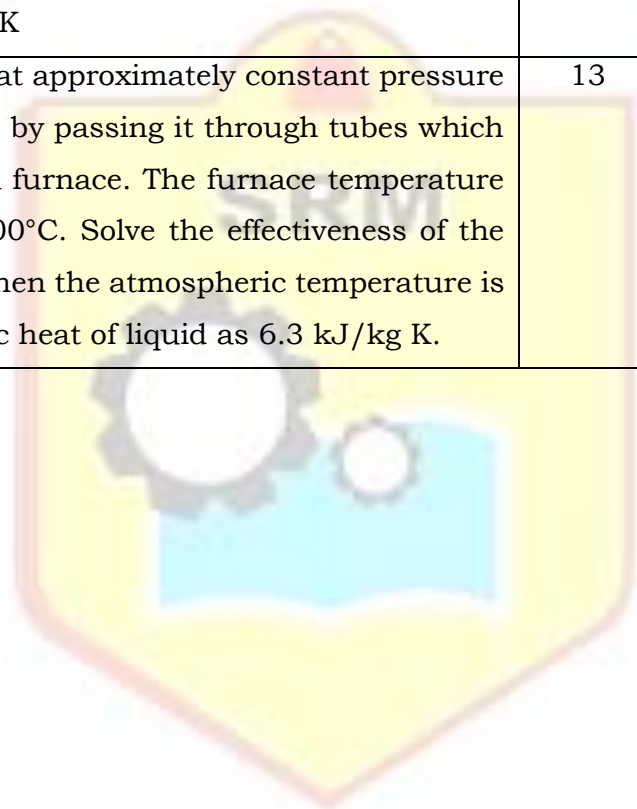 K
at approximately constant pressure 13
by passing it through tubes which
furnace. The furnace temperature
00°C. Solve the effectiveness of the
hen the atmospheric temperature is
c heat of liquid as 6.3 kJ/kg K.
SRM